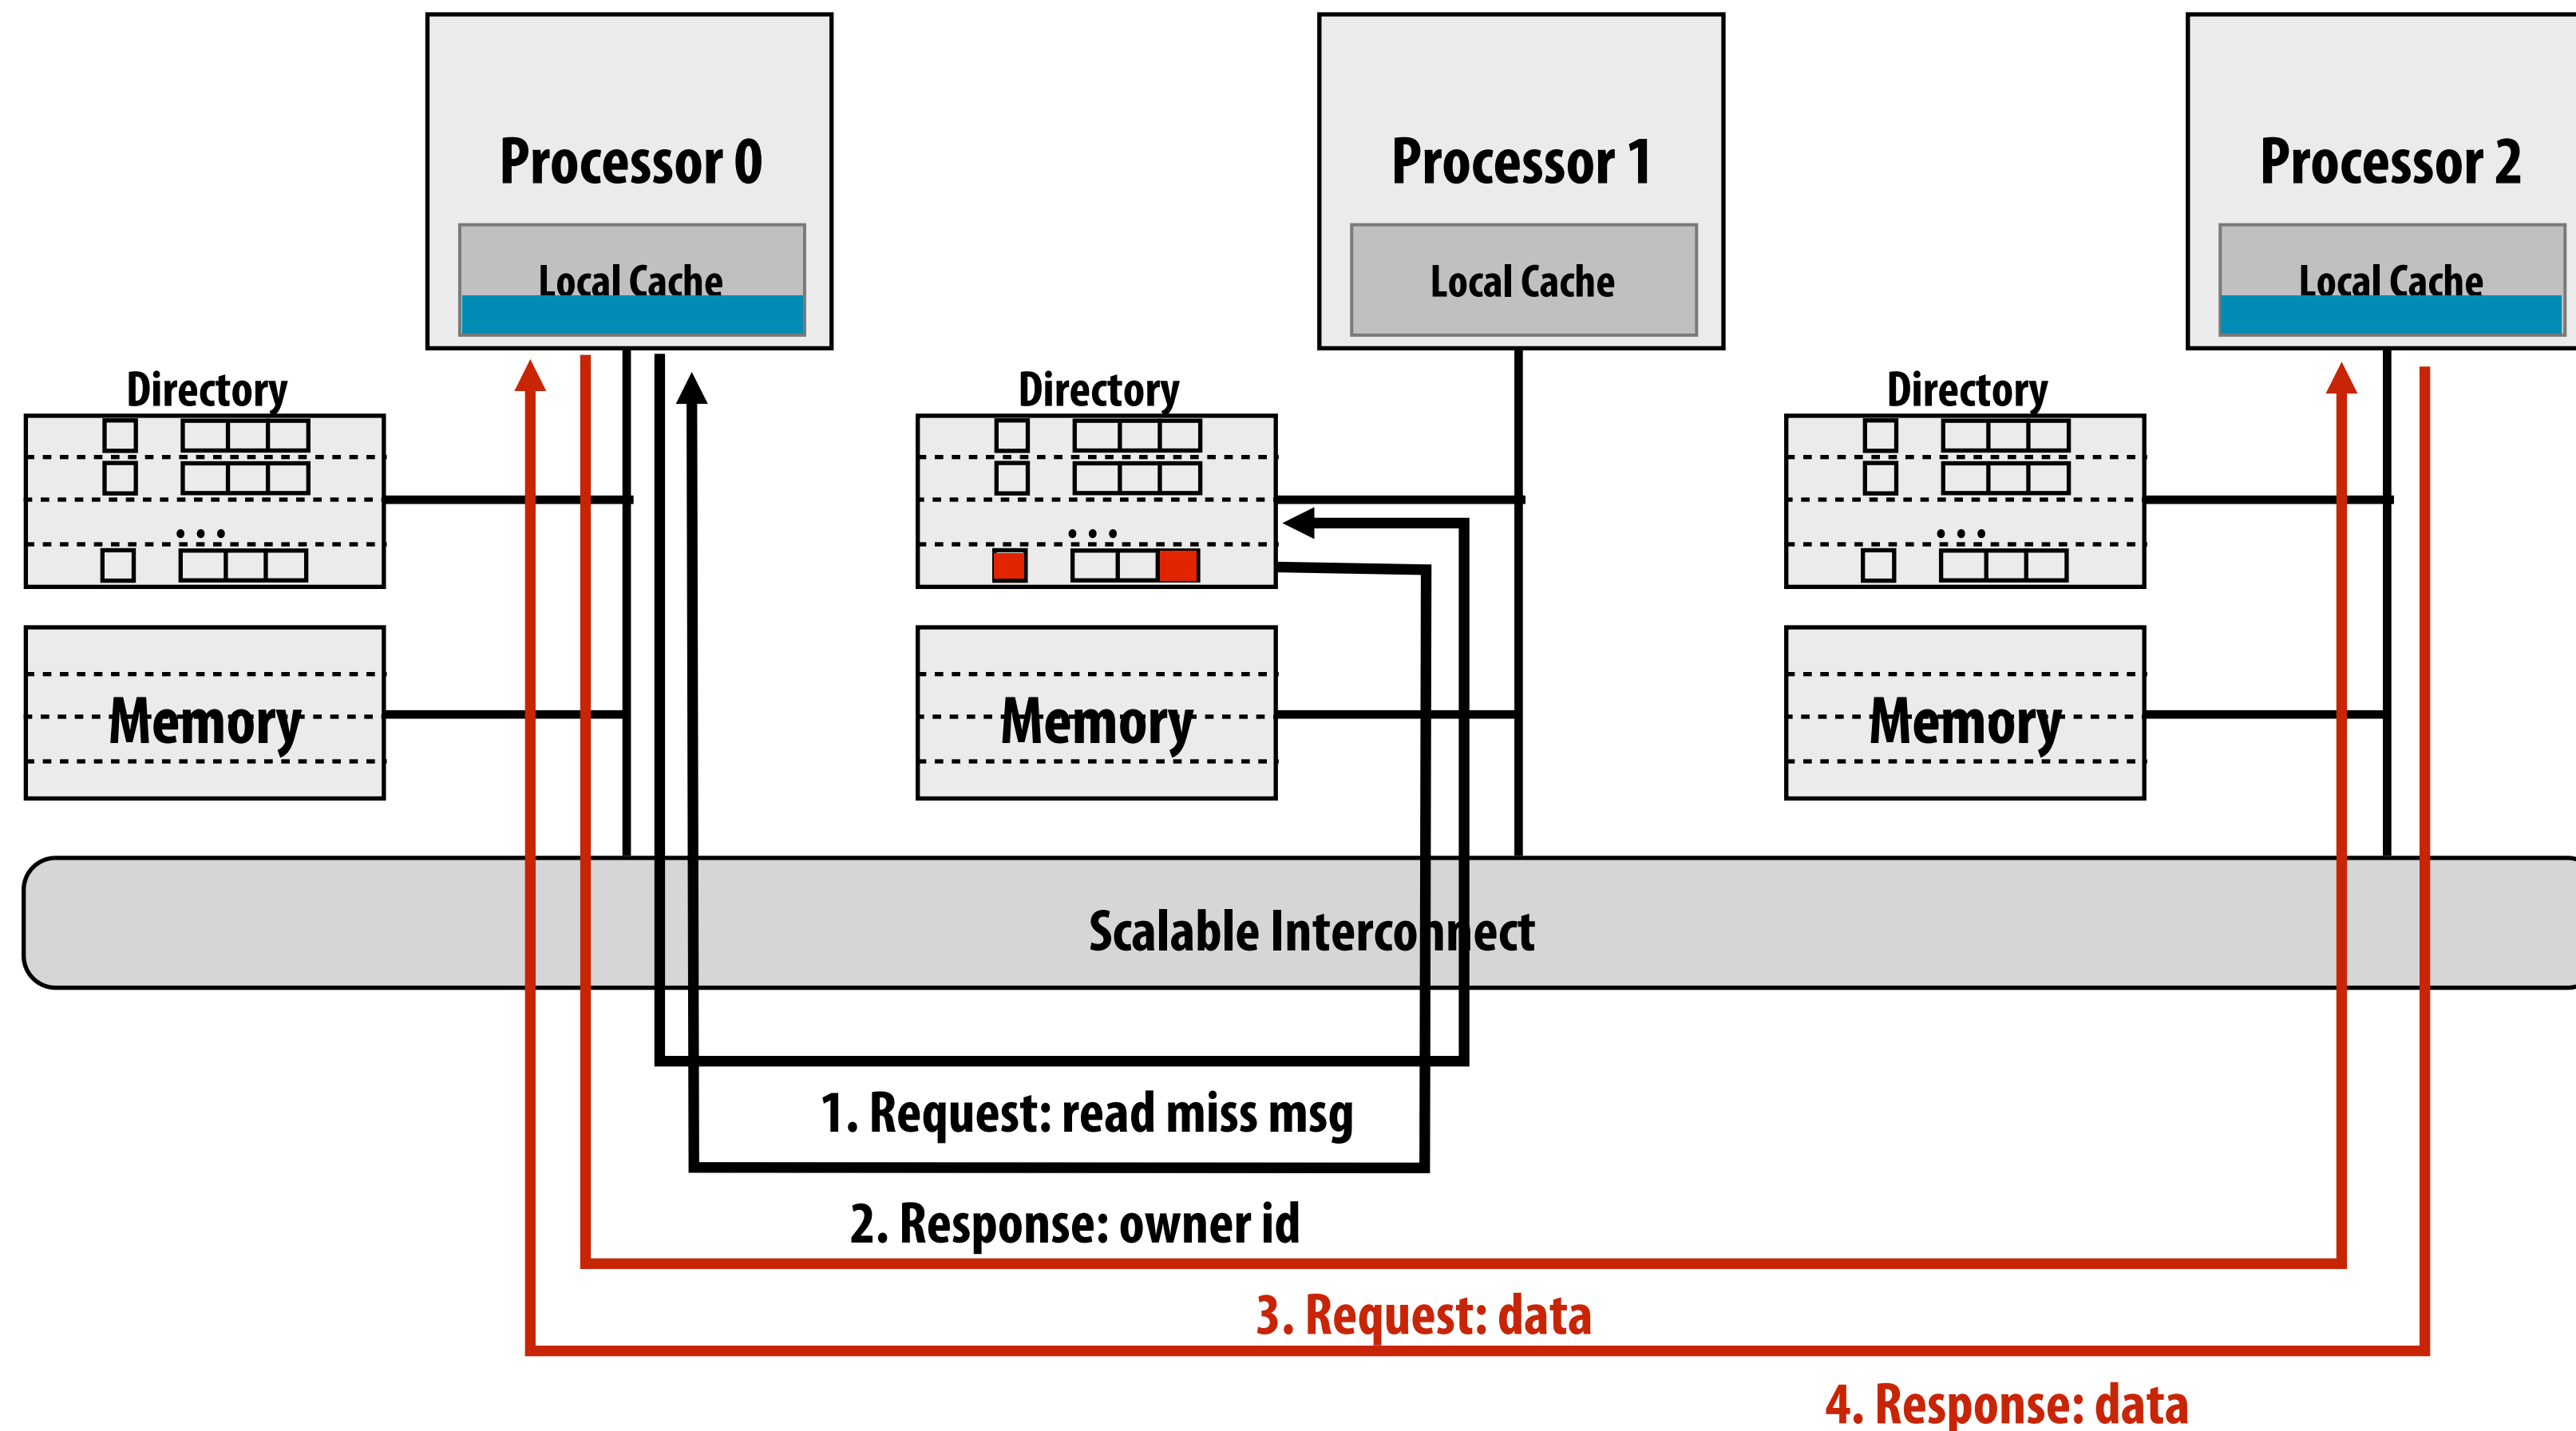 Processor 0
Processor 1
Processor 2
Local Cache
Local Cache
Local Cache
Directory
Directory
Directory
...
...
...
Memory
Memory
Memory
Scalable Interconnect
1. Request: read miss msg
2. Response: owner id
3. Request: data
4. Response: data